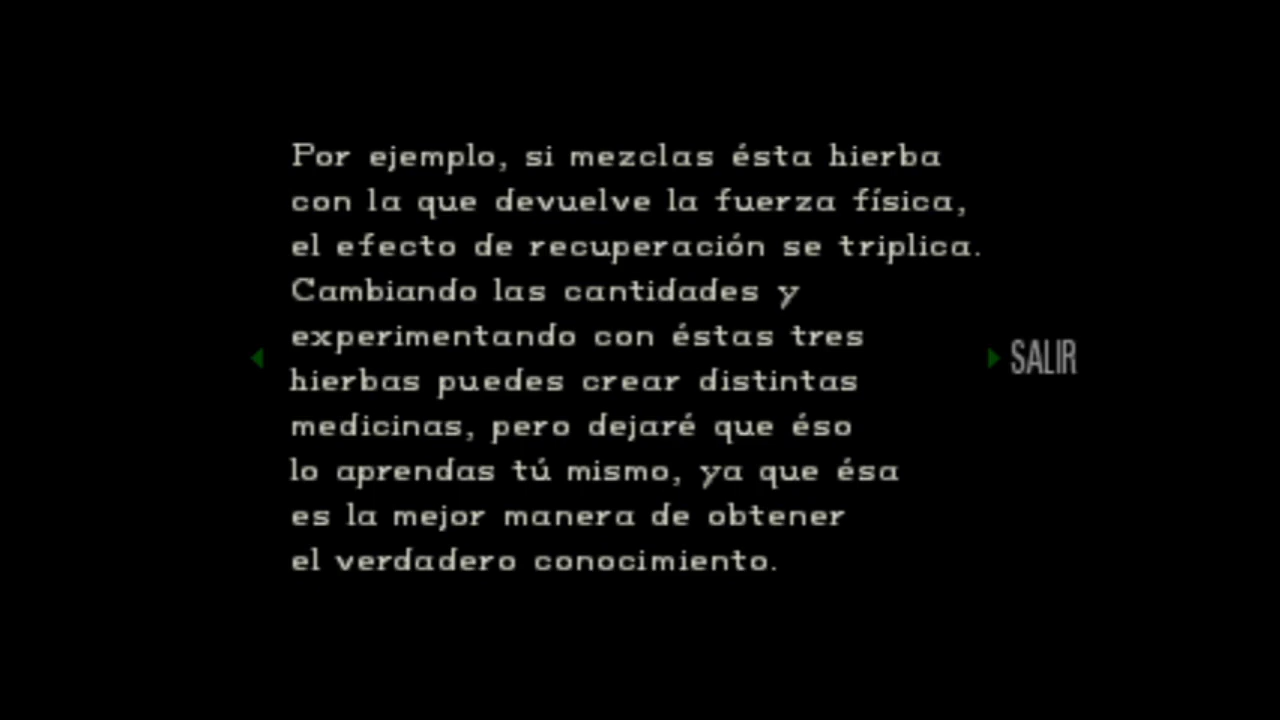 Por ejemplo, si mezclas ésta hierba
con la que devuelve la fuerza física,
el efecto de recuperación se triplica.
Cambiando las cantidades y
experimentando con éstas tres
hierbas puedes crear distintas
medicinas, pero dejaré que éso
lo aprendas tú mismo, ya que ésa
es la mejor manera de obtener
el verdadero conocimiento.
SALIR